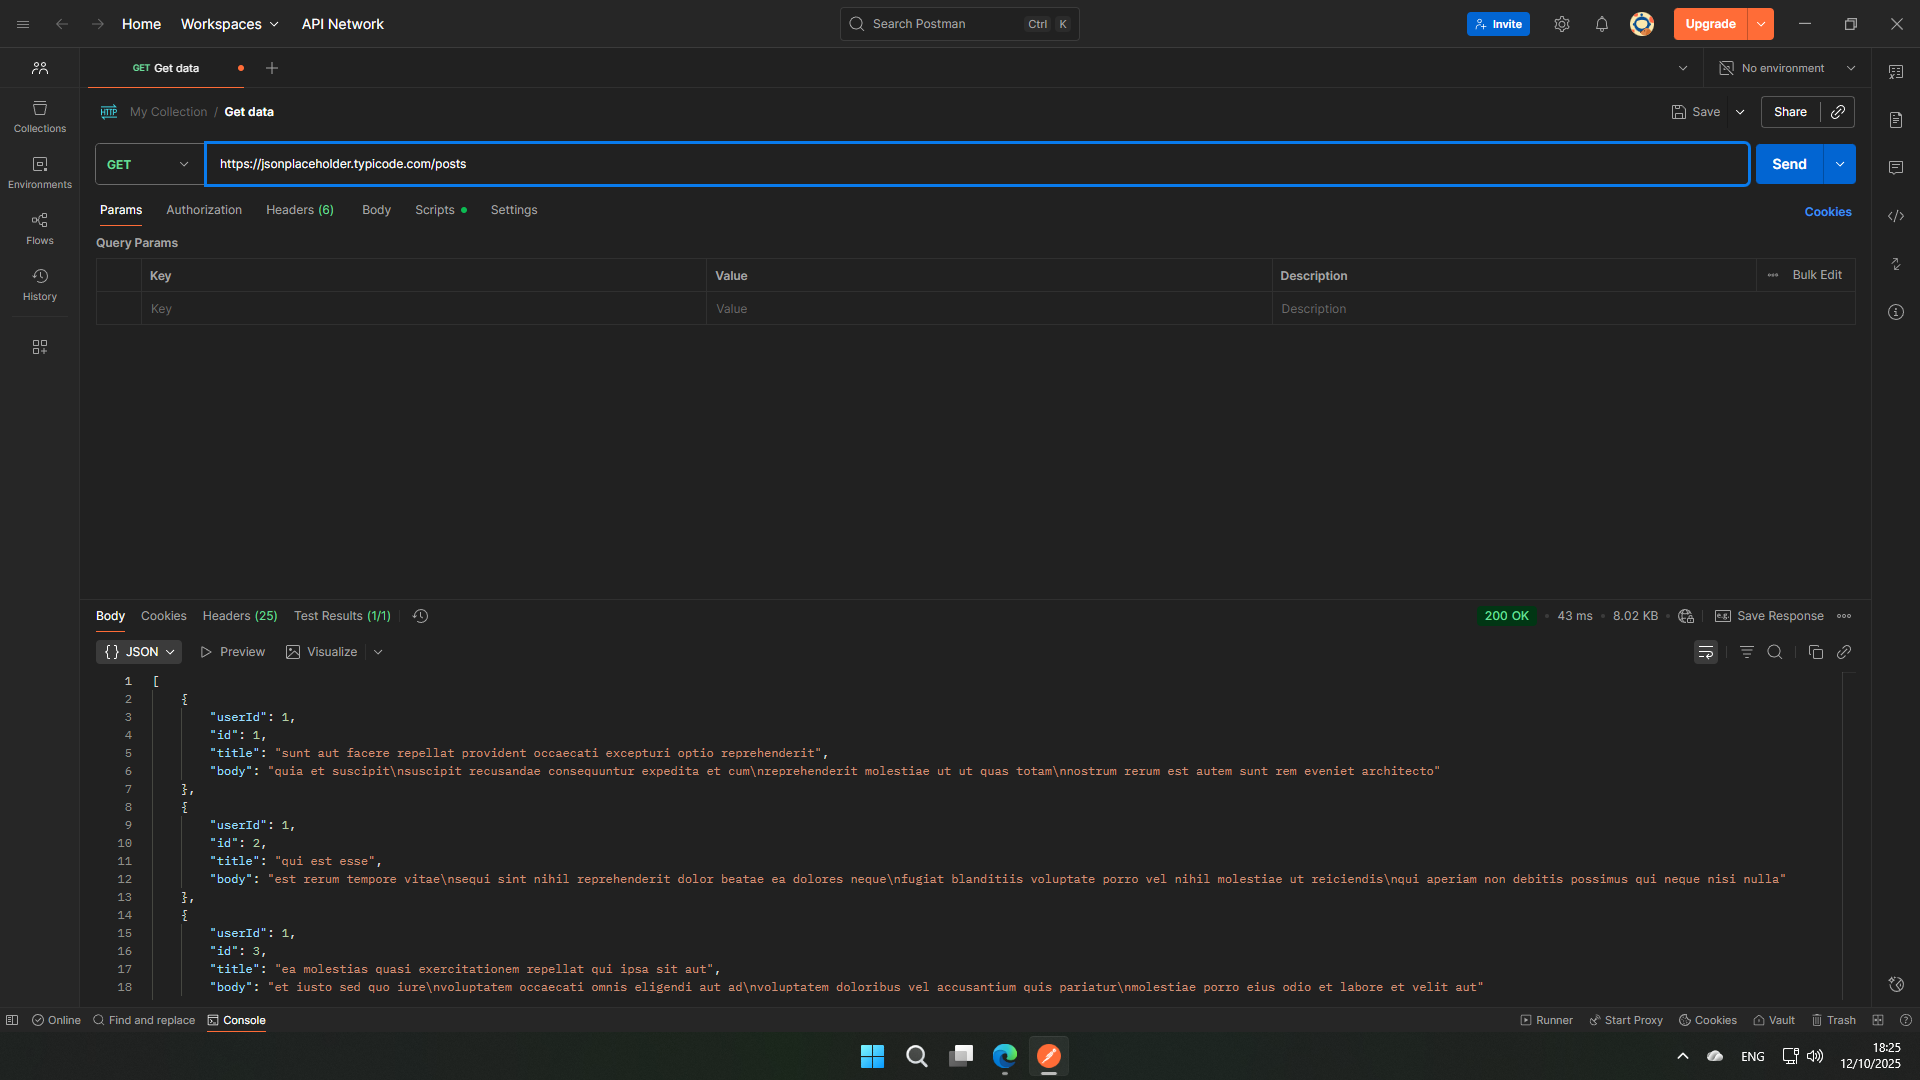 Home Workspaces API Network Search Postman Ctrl K Invite Upgrade
GET Get data No environment
HTTP My Collection / Get data Save Share
Collections
Environments
Flows
History
GET https://jsonplaceholder.typicode.com/posts Send
Params Authorization Headers (6) Body Scripts Settings Cookies
Query Params
Key Value Description Bulk Edit
Key Value Description
Body Cookies Headers (25) Test Results (1/1) 200 OK 43 ms 8.02 KB e.g. Save Response
{} JSON Preview Visualize
1 [
2 {
3 "userId": 1,
4 "id": 1,
5 "title": "sunt aut facere repellat provident occaecati excepturi optio reprehenderit",
6 "body": "quia et suscipit\nsuscipit recusandae consequuntur expedita et cum\nreprehenderit molestiae ut ut quas totam\nnostrum rerum est autem sunt rem eveniet architecto"
7 },
8 {
9 "userId": 1,
10 "id": 2,
11 "title": "qui est esse",
12 "body": "est rerum tempore vitae\nsequi sint nihil reprehenderit dolor beatae ea dolores neque\nfugiat blanditiis voluptate porro vel nihil molestiae ut reiciendis\nqui aperiam non debitis possimus qui neque nisi nulla"
13 },
14 {
15 "userId": 1,
16 "id": 3,
17 "title": "ea molestias quasi exercitationem repellat qui ipsa sit aut",
18 "body": "et iusto sed quo iure\nvoluptatem occaecati omnis eligendi aut ad\nvoluptatem doloribus vel accusantium quis pariatur\nmolestiae porro eius odio et labore et velit aut"
Online Find and replace Console Runner Start Proxy Cookies Vault Trash
ENG 18:25
12/10/2025